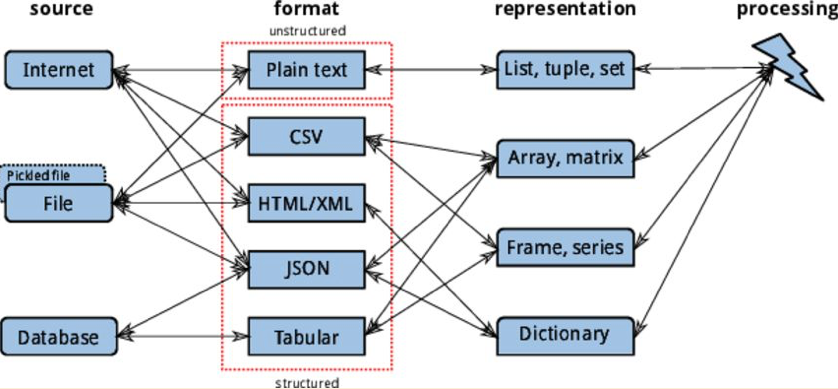 source
format
representation
processing
unstructured
Internet
Plain text
List, tuple, set
CSV
Array, matrix
Pickled file
File
HTML/XML
Frame, series
JSON
Database
Tabular
Dictionary
structured